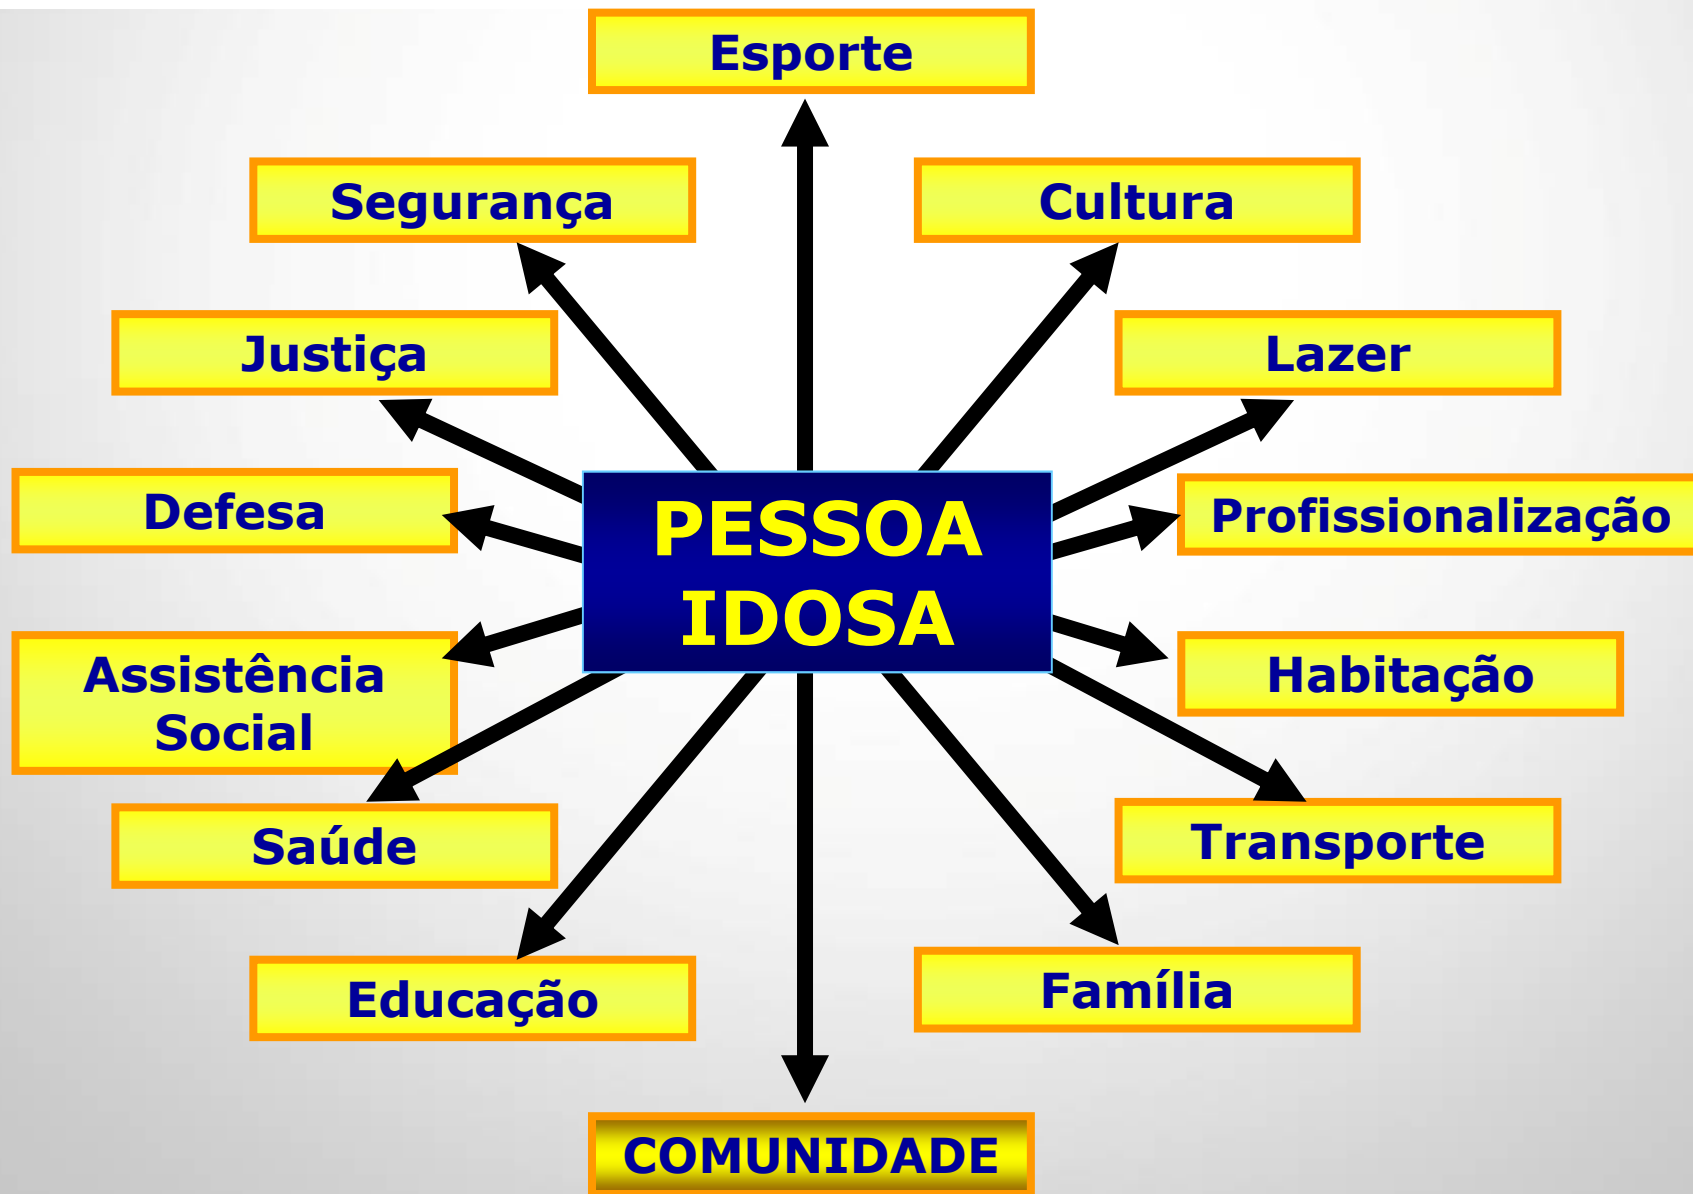 Esporte
Segurança
Cultura
Justiça
Lazer
Defesa
PESSOA
IDOSA
Profissionalização
Assistência
Social
Habitação
Saúde
Transporte
Educação
Família
COMUNIDADE